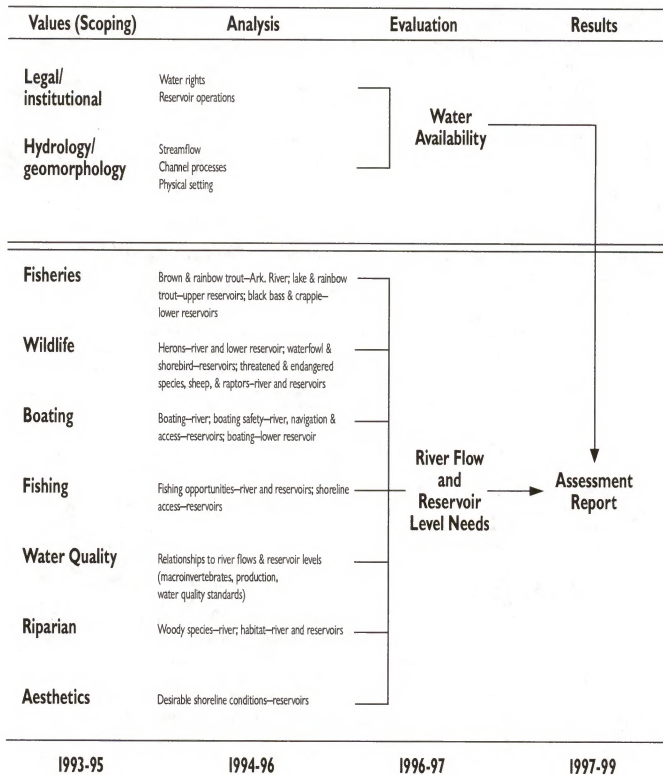 Values (Scoping) Analysis Evaluation Results
Legal/
institutional
Water rights
Reservoir operations
Hydrology/
geomorphology
Streamflow
Channel processes
Physical setting
Water
Availability
Fisheries
Brown & rainbow trout–Ark. River; lake & rainbow
trout–upper reservoirs; black bass & crappie–
lower reservoirs
Wildlife
Herons–river and lower reservoir; waterfowl &
shorebird–reservoirs; threatened & endangered
species, sheep, & raptors–river and reservoirs
Boating
Boating–river; boating safety–river, navigation &
access–reservoirs; boating–lower reservoir
Fishing
Fishing opportunities–river and reservoirs; shoreline
access–reservoirs
River Flow
and
Reservoir
Level Needs
Assessment
Report
Water Quality
Relationships to river flows & reservoir levels
(macroinvertebrates, production,
water quality standards)
Riparian
Woody species–river; habitat–river and reservoirs
Aesthetics
Desirable shoreline conditions–reservoirs
1993-95 1994-96 1996-97 1997-99